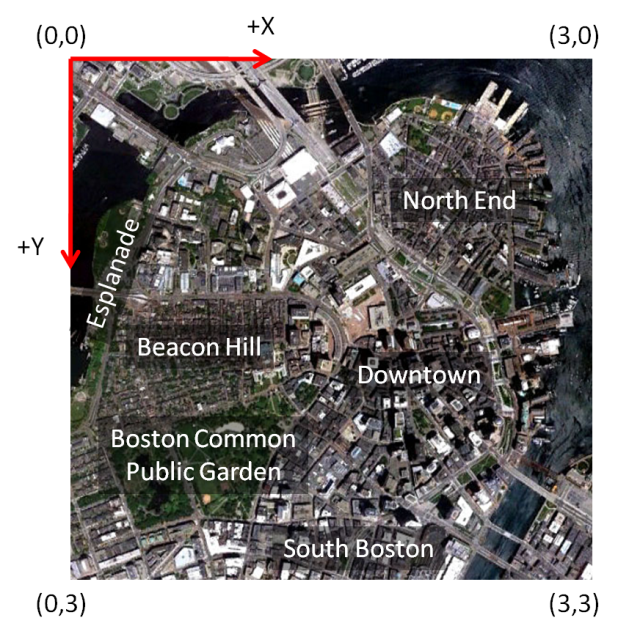 +X
(0,0)
(3,0)
North End
+Y
Esplanade
Beacon Hill
Downtown
Boston Common
Public Garden
South Boston
(0,3)
(3,3)